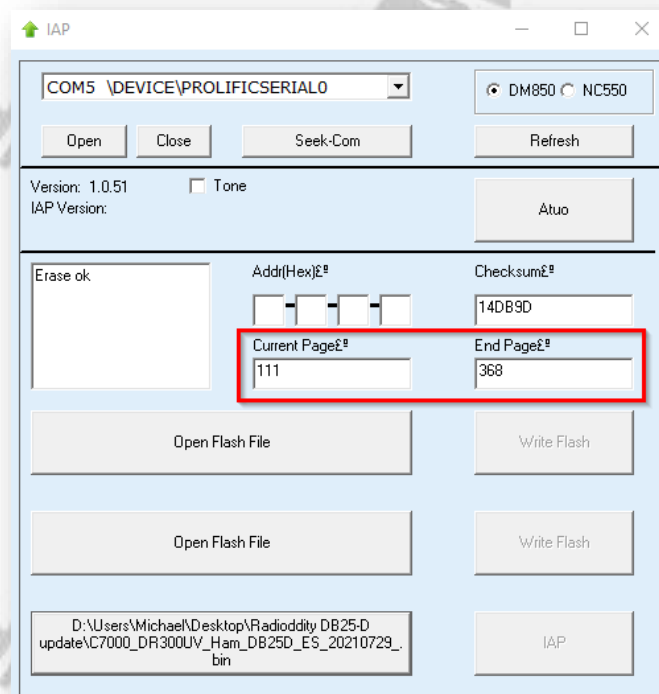 IAP
COM5 \DEVICE\PROLIFICSERIAL0
DM850 NC550
Open Close Seek-Com Refresh
Version: 1.0.51 Tone
IAP Version:
Atuo
Erase ok
Addr(Hex)£º Checksum£º
- - -
14DB9D
Current Page£º End Page£º
111 368
Open Flash File Write Flash
Open Flash File Write Flash
D:\Users\Michael\Desktop\Radioddity DB25-D
update\C7000_DR300UV_Ham_DB25D_ES_20210729_.
bin
IAP